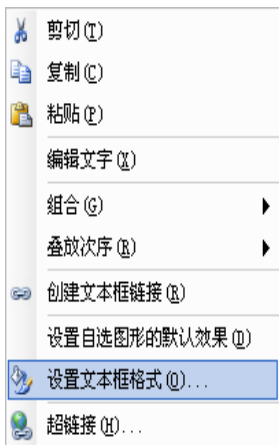 剪切(T)
复制(C)
粘贴(P)
编辑文字(X)
组合(G)
叠放次序(R)
创建文本框链接(R)
设置自选图形的默认效果(D)
设置文本框格式(O)...
超链接(H)...